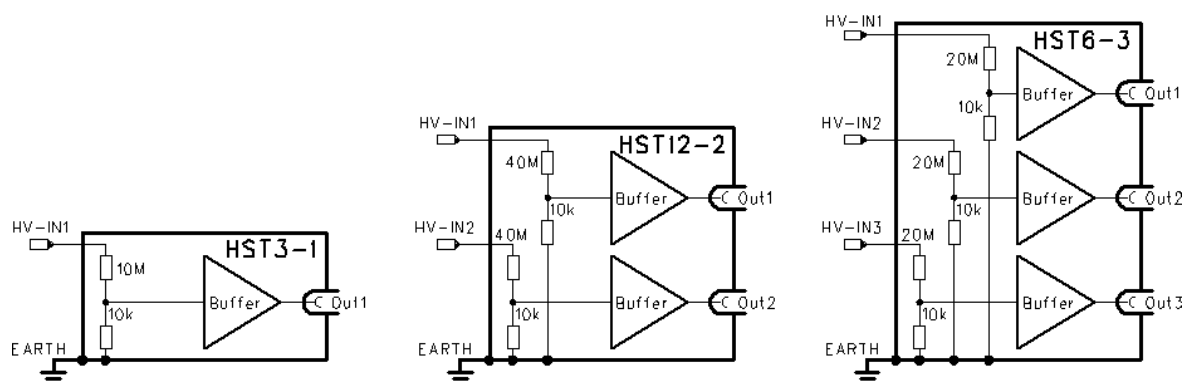 HV-IN1
HST3-1
10M
Buffer
Out1
10k
EARTH
HV-IN1
HST12-2
40M
Buffer
Out1
10k
HV-IN2
40M
Buffer
Out2
10k
EARTH
HV-IN1
HST6-3
20M
Buffer
Out1
10k
HV-IN2
20M
Buffer
Out2
10k
HV-IN3
20M
Buffer
Out3
10k
EARTH